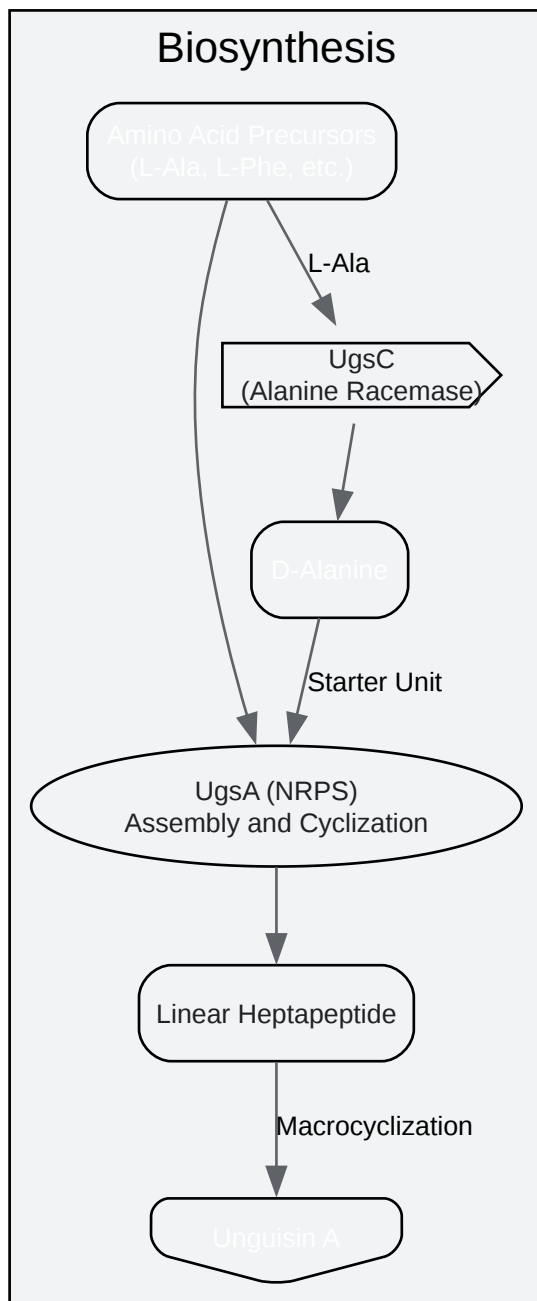 Biosynthesis
Amino Acid Precursors
(L-Ala, L-Phe, etc.)
L-Ala
UgsC
(Alanine Racemase)
D-Alanine
Starter Unit
UgsA (NRPS)
Assembly and Cyclization
Linear Heptapeptide
Macrocyclization
Unguisin A